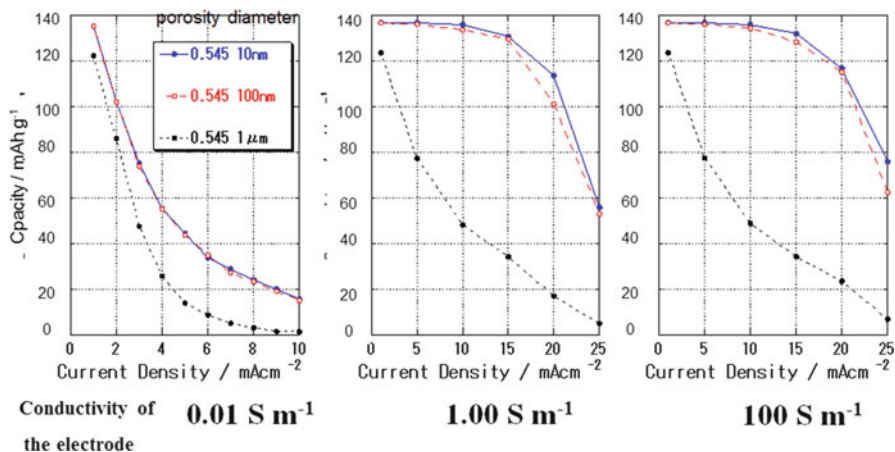 porosity diameter
140
120
100
80
60
40
20
0
Cpacity / mAh g⁻¹
0.545 10nm
0.545 100nm
0.545 1μm
0 2 4 6 8 10
Current Density / mAcm⁻²
140
120
100
80
60
40
20
0
0 5 10 15 20 25
Current Density / mAcm⁻²
140
120
100
80
60
40
20
0
0 5 10 15 20 25
Current Density / mAcm⁻²
Conductivity of
the electrode
0.01 S m⁻¹
1.00 S m⁻¹
100 S m⁻¹